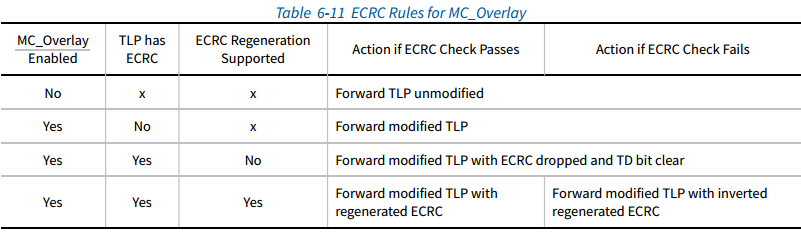 Table 6-11 ECRC Rules for MC_Overlay
MC_Overlay Enabled TLP has ECRC ECRC Regeneration Supported Action if ECRC Check Passes Action if ECRC Check Fails
No x x Forward TLP unmodified
Yes No x Forward modified TLP
Yes Yes No Forward modified TLP with ECRC dropped and TD bit clear
Yes Yes Yes Forward modified TLP with regenerated ECRC Forward modified TLP with inverted regenerated ECRC